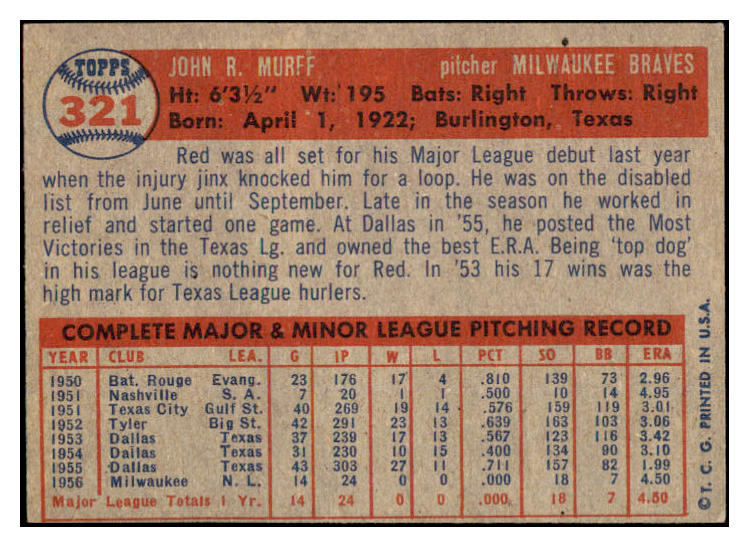 TOPPS
321
JOHN R. MURFF pitcher MILWAUKEE BRAVES
Ht: 6'3½" Wt: 195 Bats: Right Throws: Right
Born: April 1, 1922; Burlington, Texas
Red was all set for his Major League debut last year
when the injury jinx knocked him for a loop. He was on the disabled
list from June until September. Late in the season he worked in
relief and started one game. At Dallas in '55, he posted the Most
Victories in the Texas Lg. and owned the best E.R.A. Being 'top dog'
in his league is nothing new for Red. In '53 his 17 wins was the
high mark for Texas League hurlers.
COMPLETE MAJOR & MINOR LEAGUE PITCHING RECORD
YEAR CLUB LEA. G IP W L PCT SO BB ERA
1950 Bat. Rouge Evang. 23 176 17 4 .810 139 73 2.96
1951 Nashville S. A. 7 20 1 1 .500 10 14 4.95
1951 Texas City Gulf St. 40 269 19 14 .576 159 119 3.01
1952 Tyler Big St. 42 291 23 13 .639 163 103 3.06
1953 Dallas Texas 37 239 17 13 .567 123 116 3.42
1954 Dallas Texas 31 230 10 15 .400 134 90 3.10
1955 Dallas Texas 43 303 27 11 .711 157 82 1.99
1956 Milwaukee N. L. 14 24 0 0 .000 18 7 4.50
Major League Totals 1 Yr. 14 24 0 0 .000 18 7 4.50
©T. C. G. PRINTED IN U.S.A.